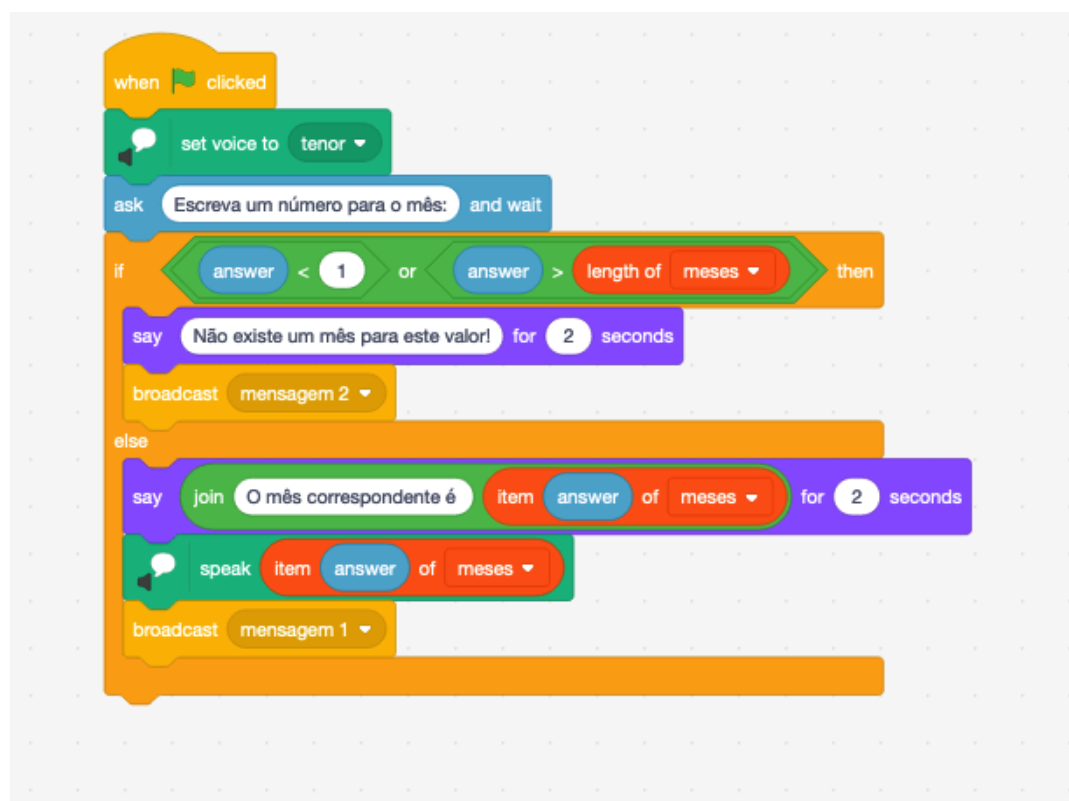 when clicked
set voice to tenor
ask Escreva um número para o mês: and wait
if answer < 1 or answer > length of meses then
say Não existe um mês para este valor! for 2 seconds
broadcast mensagem 2
else
say join O mês correspondente é item answer of meses for 2 seconds
speak item answer of meses
broadcast mensagem 1